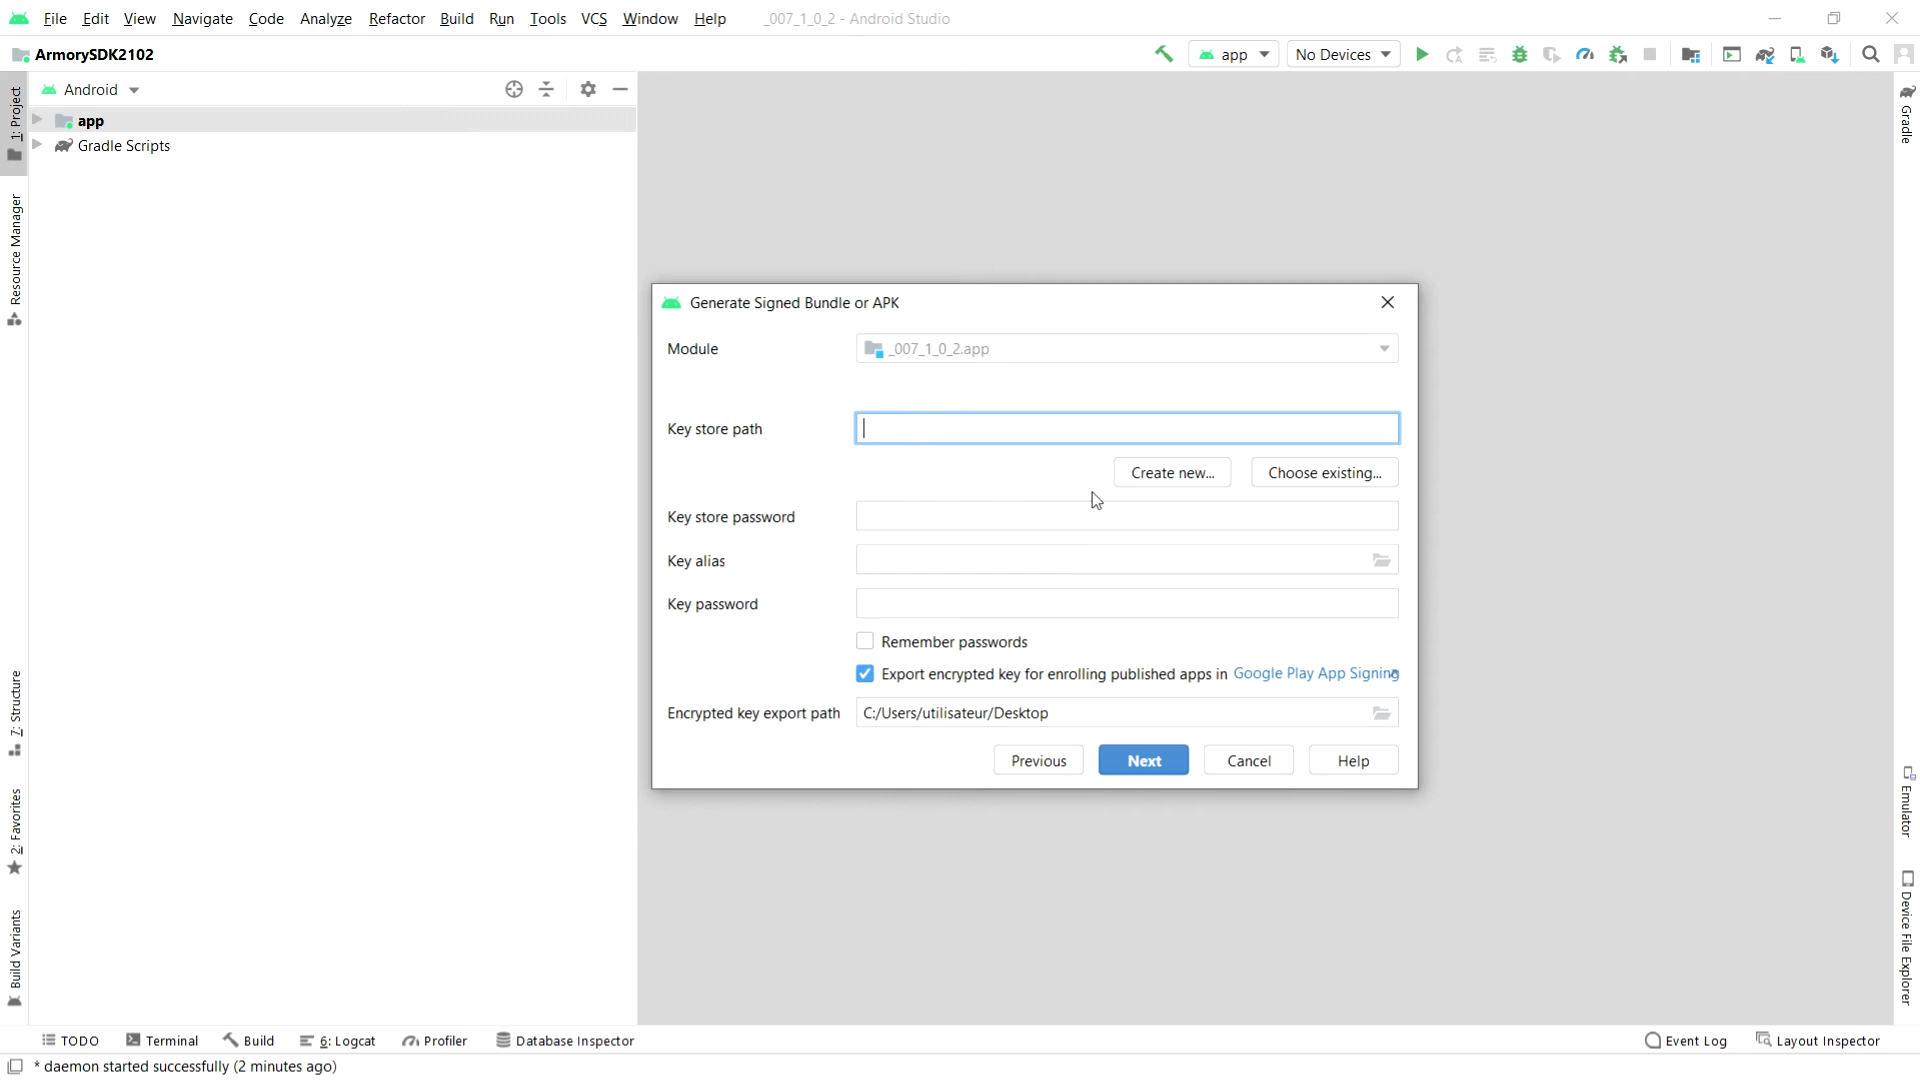 File Edit View Navigate Code Analyze Refactor Build Run Tools VCS Window Help _007_1_0_2 - Android Studio
ArmorySDK2102
app
No Devices
1: Project
Resource Manager
7: Structure
2: Favorites
Build Variants
Android
app
Gradle Scripts
Generate Signed Bundle or APK
Module
_007_1_0_2.app
Key store path
Create new...
Choose existing...
Key store password
Key alias
Key password
Remember passwords
Export encrypted key for enrolling published apps in Google Play App Signing
Encrypted key export path
C:/Users/utilisateur/Desktop
Previous
Next
Cancel
Help
Gradle
Emulator
Device File Explorer
TODO
Terminal
Build
6: Logcat
Profiler
Database Inspector
Event Log
Layout Inspector
* daemon started successfully (2 minutes ago)